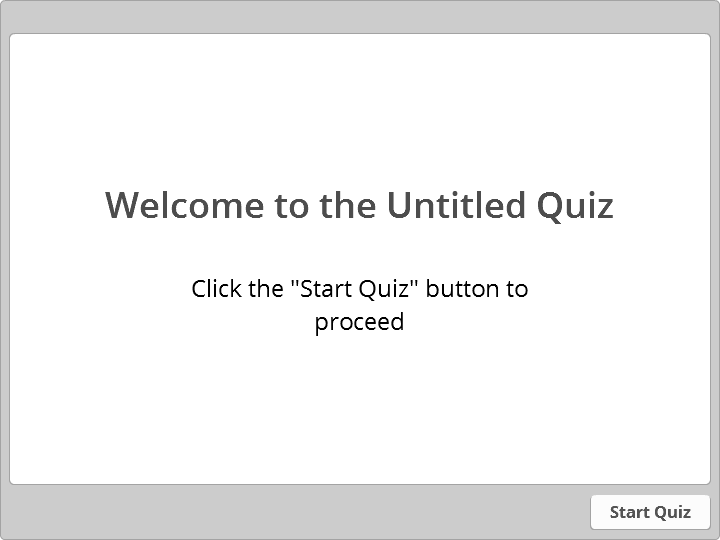 Welcome to the Untitled Quiz
Click the "Start Quiz" button to
proceed
Start Quiz